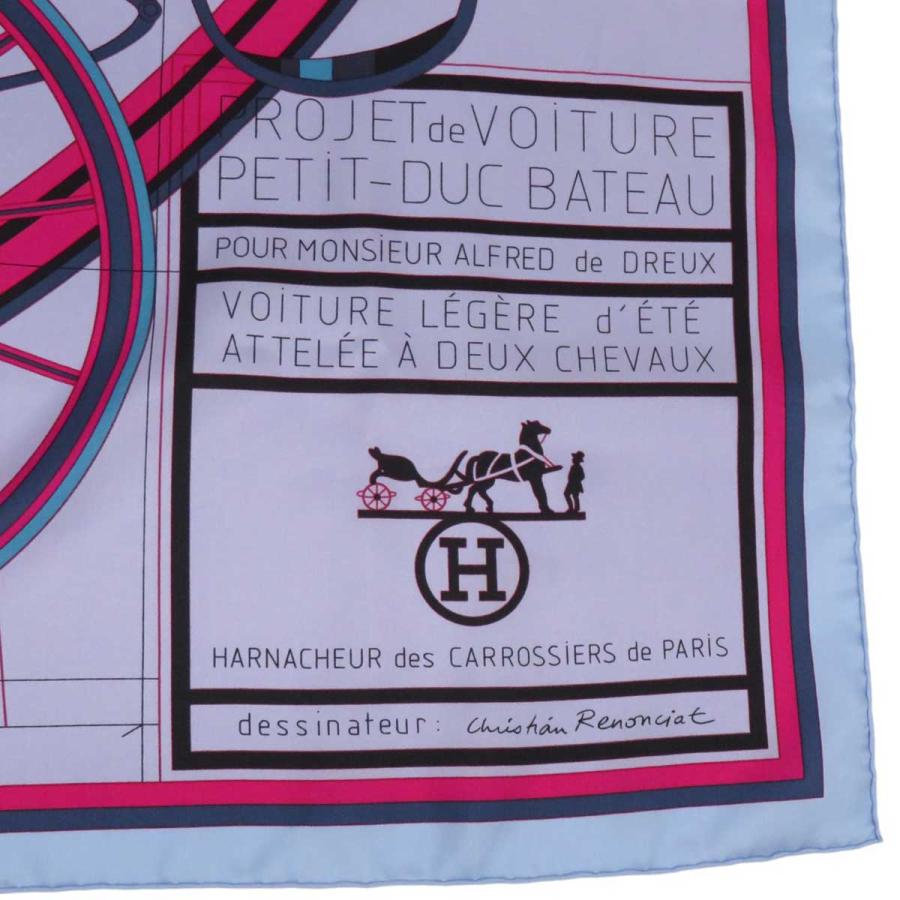 PROJET de VOiTURE
PETiT-DUC BATEAU
POUR MONSiEUR ALFRED de DREUX
VOiTURE LÉGÈRE d'ÉTÉ
ATTELÉE À DEUX CHEVAUX
H
HARNACHEUR des CARROSSiERS de PARiS
dessinateur: Christian Renonciat